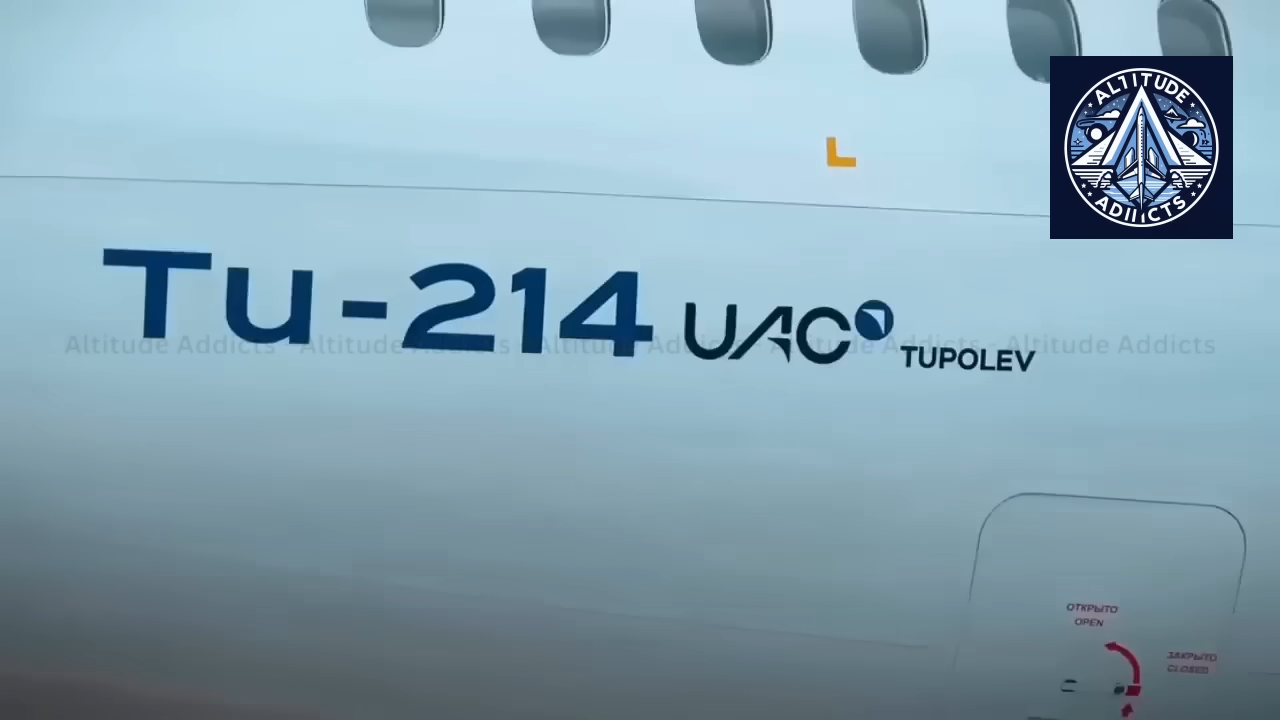 ALTITUDE
ADDICTS
Tu-214 UAC TUPOLEV
Altitude Addicts - Altitude Addicts - Altitude Addicts - Altitude Addicts - Altitude Addicts
ОТКРЫТО
OPEN
ЗАКРЫТО
CLOSED